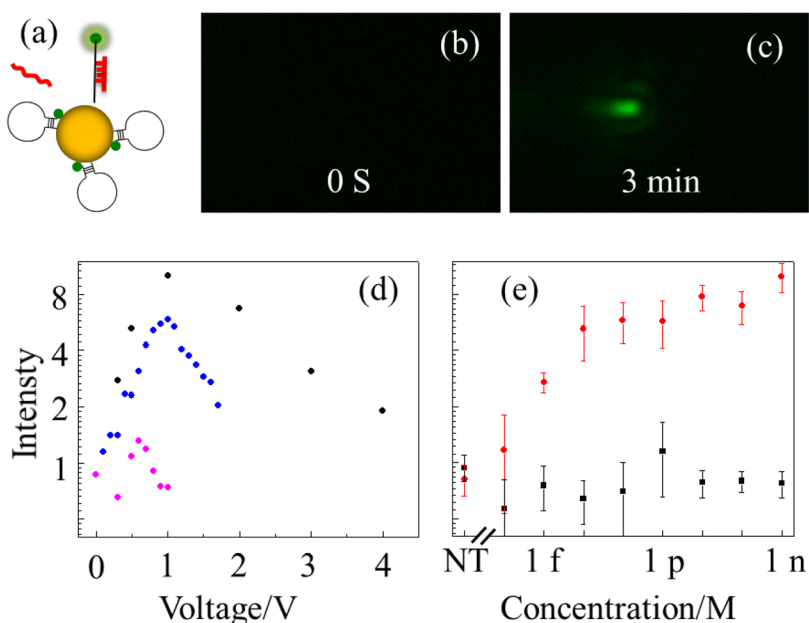 (a)
(b)
(c)
0 S
3 min
(d)
(e)
8
4
2
1
Intensty
0 1 2 3 4
NT 1 f 1 p 1 n
Voltage/V
Concentration/M